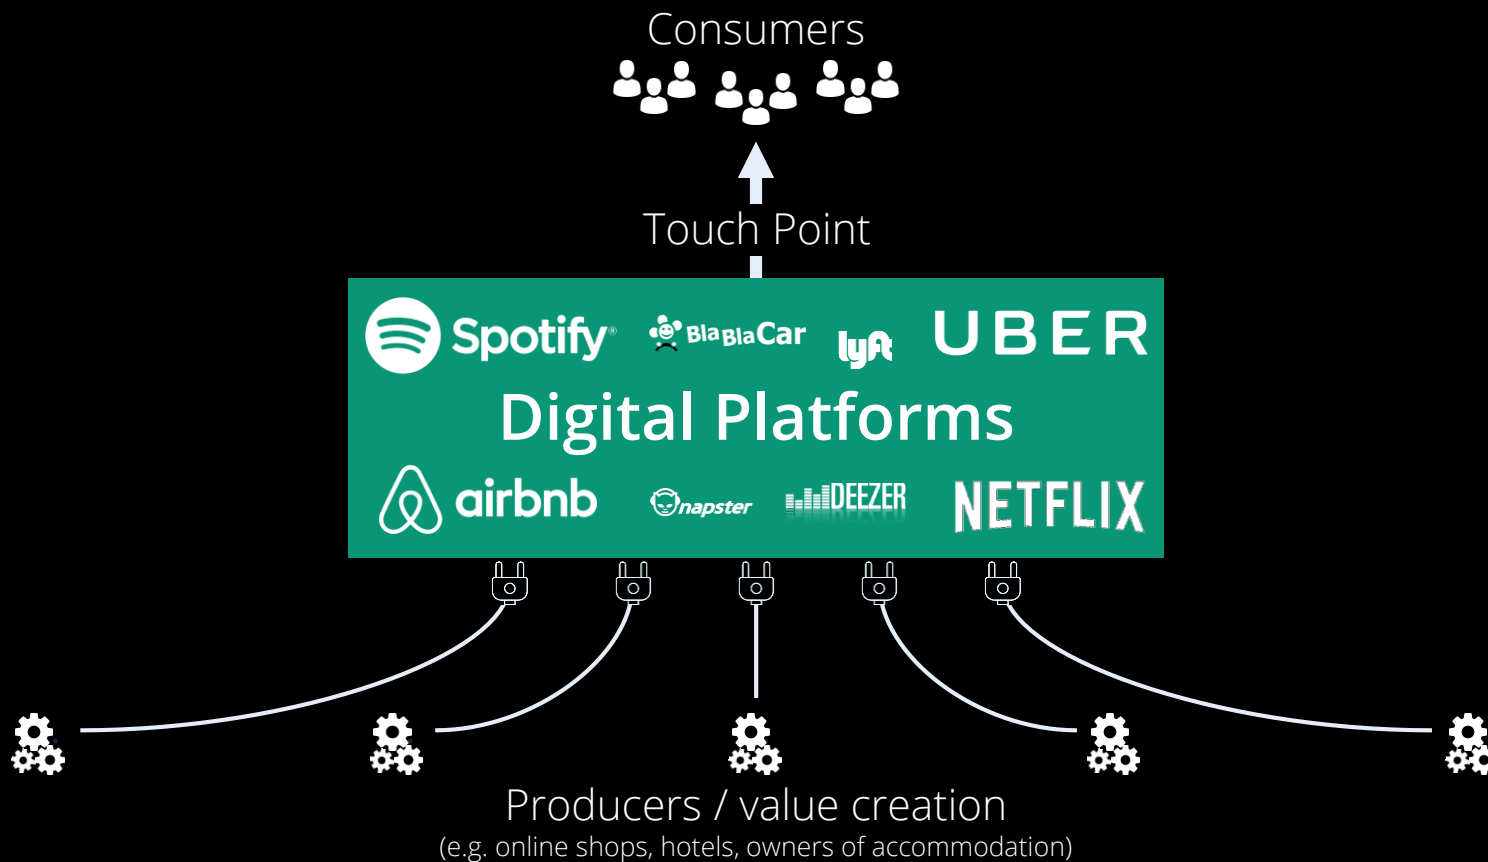 Consumers
Touch Point
Spotify®
BlaBlaCar
lyft
UBER
Digital Platforms
airbnb
napster
DEEZER
NETFLIX
Producers / value creation
(e.g. online shops, hotels, owners of accommodation)